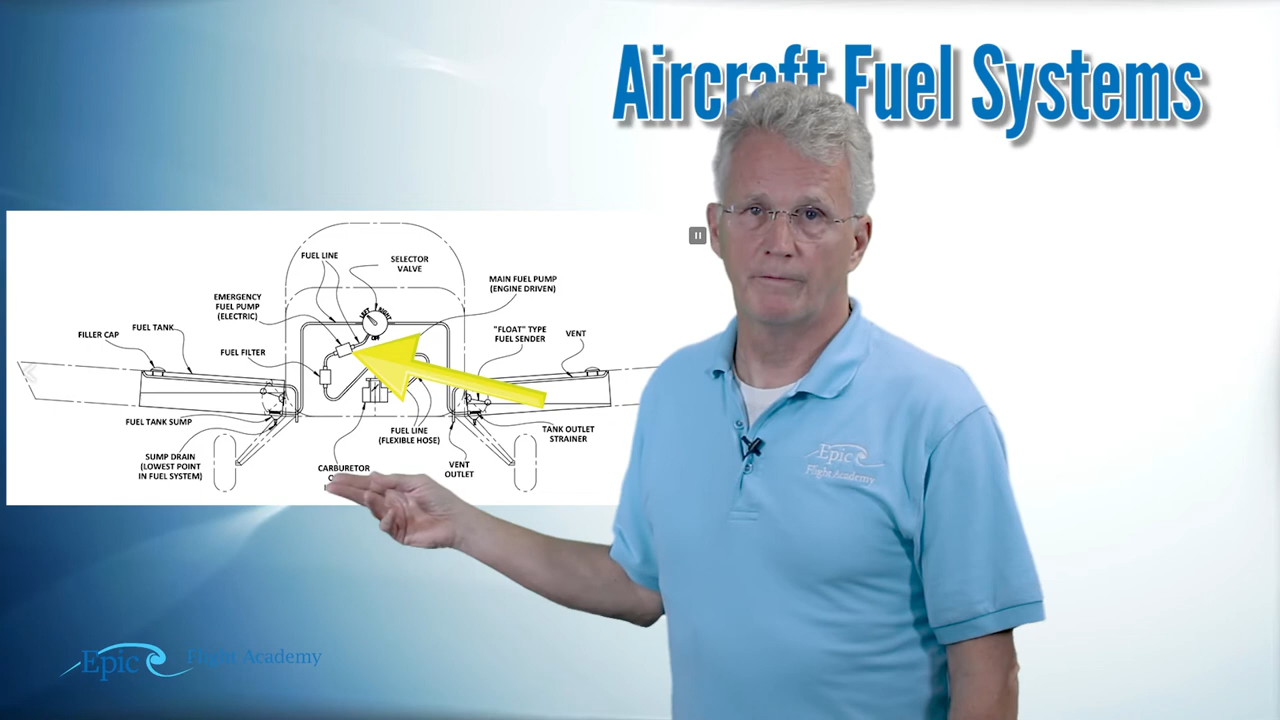 Aircraft Fuel Systems
FUEL LINE
SELECTOR
VALVE
MAIN FUEL PUMP
(ENGINE DRIVEN)
EMERGENCY
FUEL PUMP
(ELECTRIC)
LEFT
RIGHT
OFF
FUEL TANK
FILLER CAP
"FLOAT" TYPE
FUEL SENDER
VENT
FUEL FILTER
FUEL TANK SUMP
FUEL LINE
(FLEXIBLE HOSE)
TANK OUTLET
STRAINER
SUMP DRAIN
(LOWEST POINT
IN FUEL SYSTEM)
CARBURETOR
VENT
OUTLET
Epic
Flight Academy
Epic Flight Academy